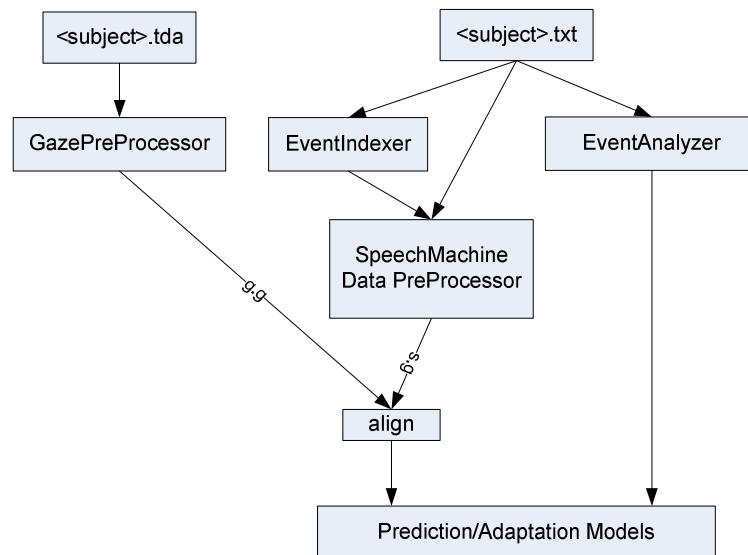 <subject>.tda
<subject>.txt
GazePreProcessor
EventIndexer
EventAnalyzer
SpeechMachine
Data PreProcessor
g.g
s.g
align
Prediction/Adaptation Models